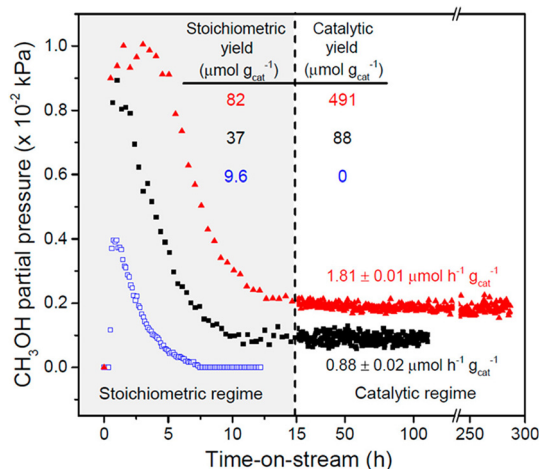 Stoichiometric Catalytic
yield yield
(μmol gcat⁻¹) (μmol gcat⁻¹)
82 491
37 88
9.6 0
1.0
0.8
0.6
0.4
0.2
0.0
CH₃OH partial pressure (x 10⁻² kPa)
1.81 ± 0.01 μmol h⁻¹ gcat⁻¹
0.88 ± 0.02 μmol h⁻¹ gcat⁻¹
Stoichiometric regime Catalytic regime
0 5 10 15 50 100 250 300
Time-on-stream (h)